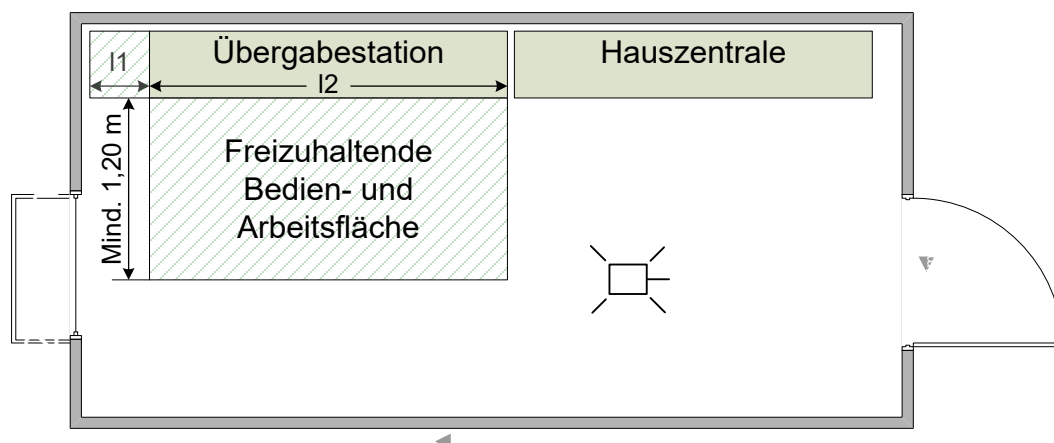 Übergabestation
Hauszentrale
l1
l2
Mind. 1,20 m
Freizuhaltende
Bedien- und
Arbeitsfläche